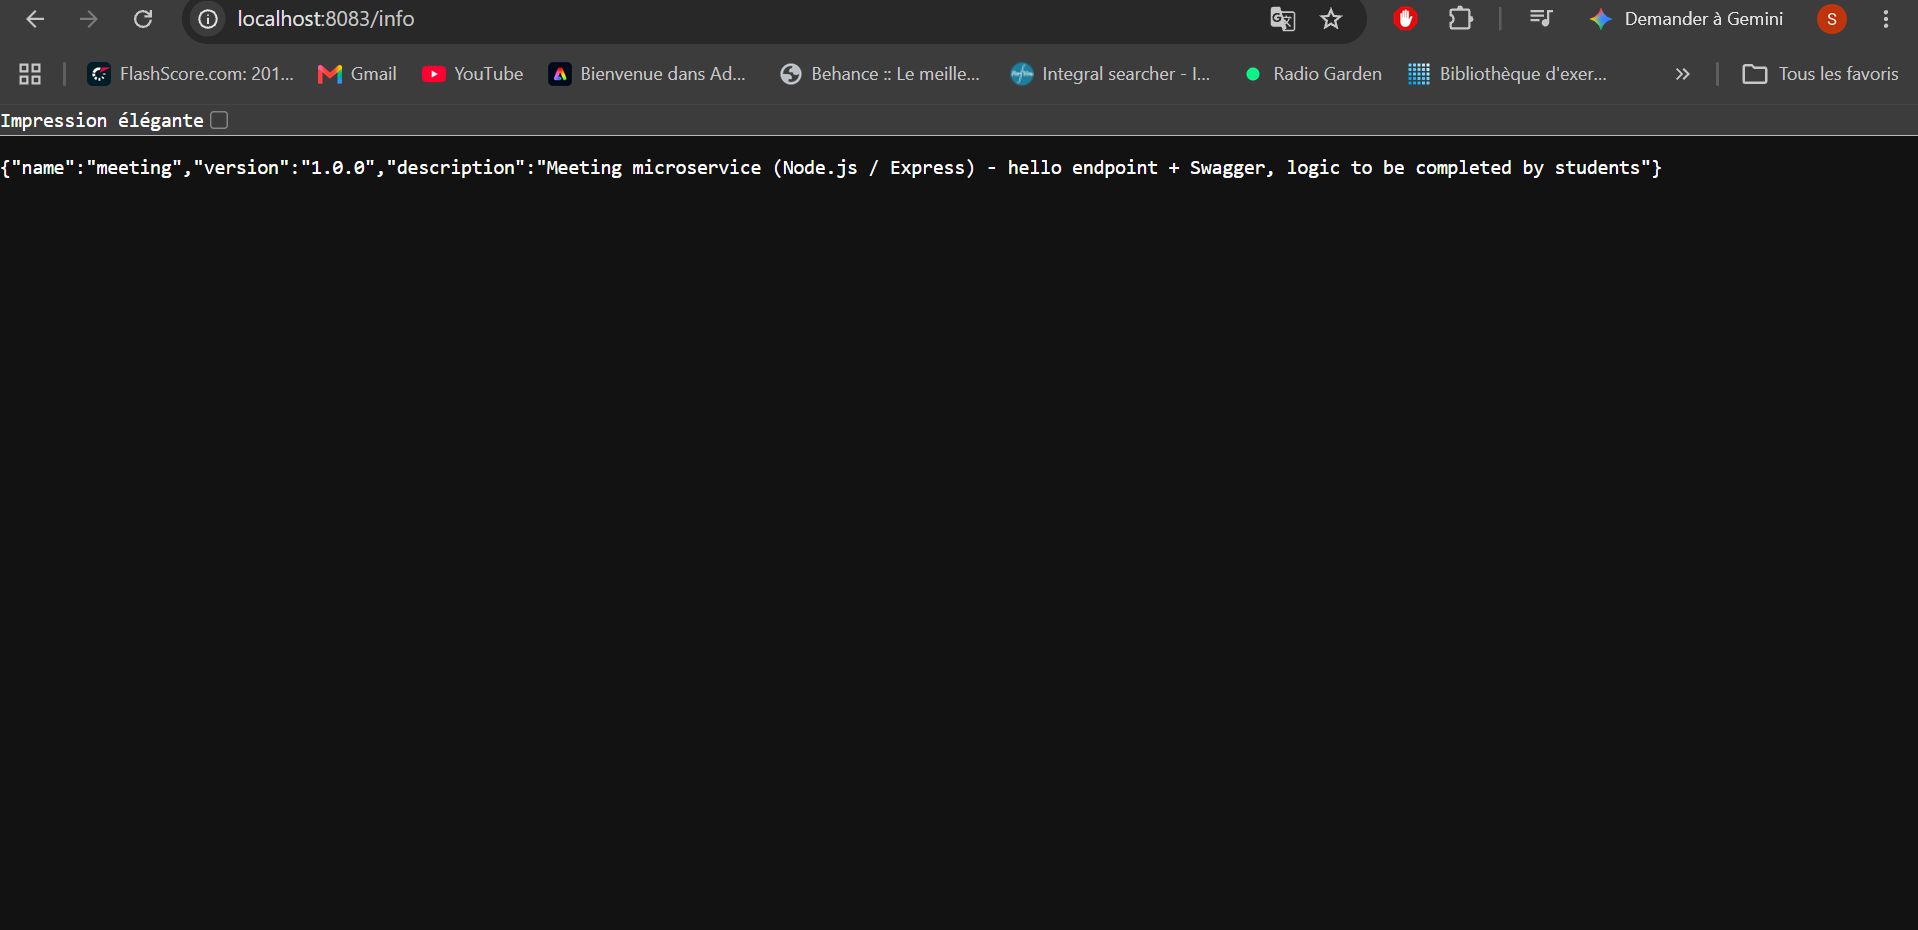 localhost:8083/info
Demander à Gemini
S
FlashScore.com: 201...
Gmail
YouTube
Bienvenue dans Ad...
Behance :: Le meille...
Integral searcher - I...
Radio Garden
Bibliothèque d'exer...
Tous les favoris
Impression élégante
{"name":"meeting","version":"1.0.0","description":"Meeting microservice (Node.js / Express) - hello endpoint + Swagger, logic to be completed by students"}